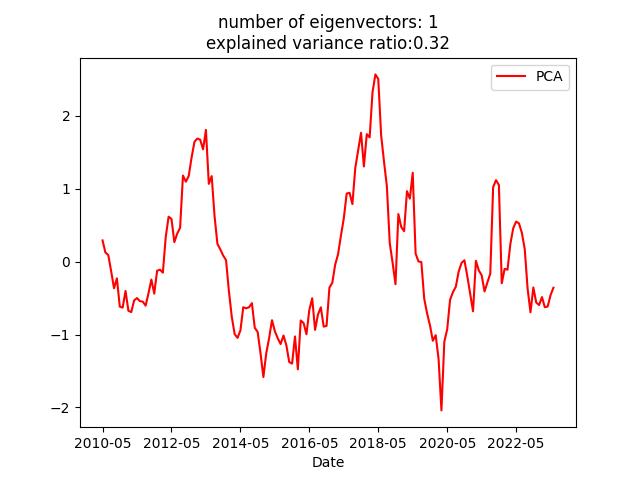 number of eigenvectors: 1
explained variance ratio:0.32
PCA
2
1
0
−1
−2
2010-05 2012-05 2014-05 2016-05 2018-05 2020-05 2022-05
Date